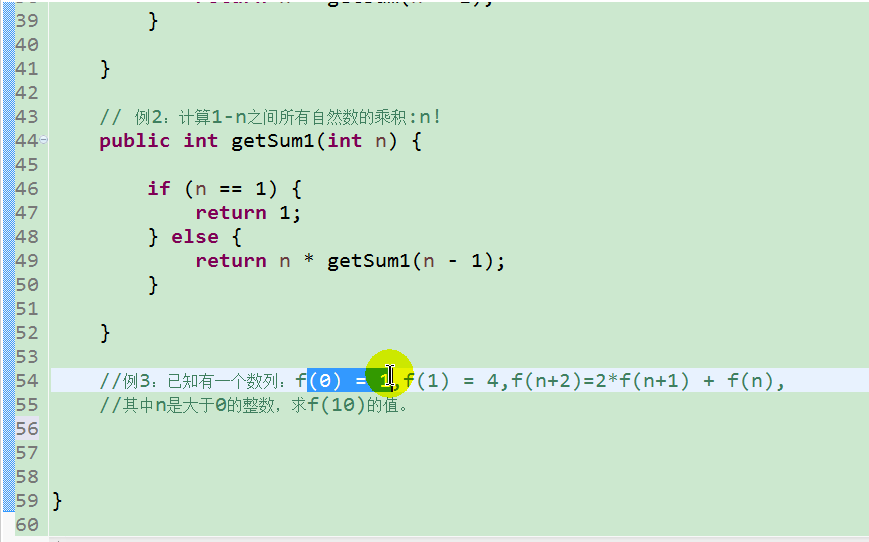 39 }
40
41 }
42
43 // 例2：计算1-n之间所有自然数的乘积:n!
44 public int getSum1(int n) {
45
46 if (n == 1) {
47 return 1;
48 } else {
49 return n * getSum1(n - 1);
50 }
51
52 }
53
54 //例3：已知有一个数列：f(0) = 1,f(1) = 4,f(n+2)=2*f(n+1) + f(n),
55 //其中n是大于0的整数，求f(10)的值。
56
57
58
59 }
60